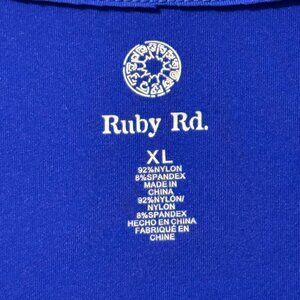 Ruby Rd.
XL
92%NYLON
8%SPANDEX
MADE IN
CHINA
92%NYLON/
NYLON
8%SPANDEX
HECHO EN CHINA
FABRIQUÉ EN
CHINE